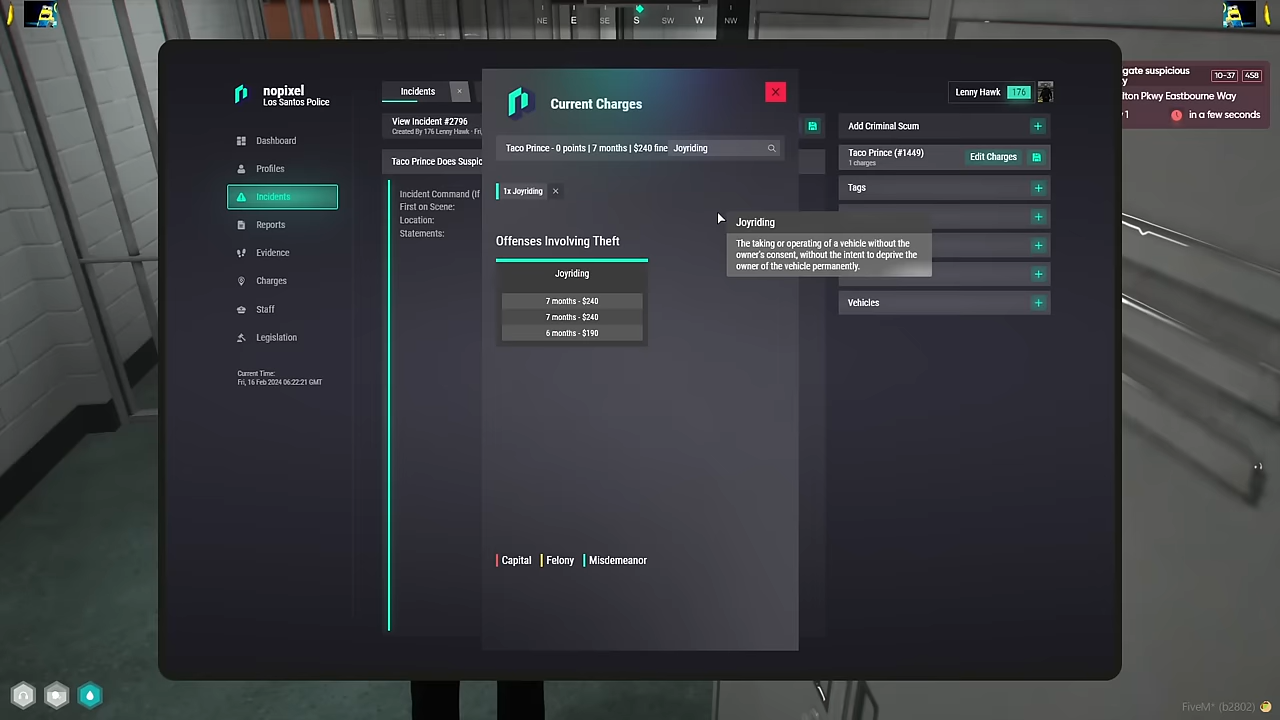 NE E SE S SW W NW
nopixel
Los Santos Police
Dashboard
Profiles
Incidents
Reports
Evidence
Charges
Staff
Legislation
Current Time:
Fri, 16 Feb 2024 06:22:21 GMT
Incidents
View Incident #2796
Created By 176 Lenny Hawk · Fri,
Taco Prince Does Suspic
Incident Command (If
First on Scene:
Location:
Statements:
Current Charges
Taco Prince - 0 points | 7 months | $240 fine
Joyriding
1x Joyriding
Offenses Involving Theft
Joyriding
7 months - $240
7 months - $240
6 months - $190
Capital
Felony
Misdemeanor
Joyriding
The taking or operating of a vehicle without the
owner's consent, without the intent to deprive the
owner of the vehicle permanently.
Lenny Hawk 176
Add Criminal Scum
Taco Prince (#1449)
1 charges
Edit Charges
Tags
Vehicles
gate suspicious
y
10-37 458
lton Pkwy Eastbourne Way
1
in a few seconds
FiveM* (b2802)